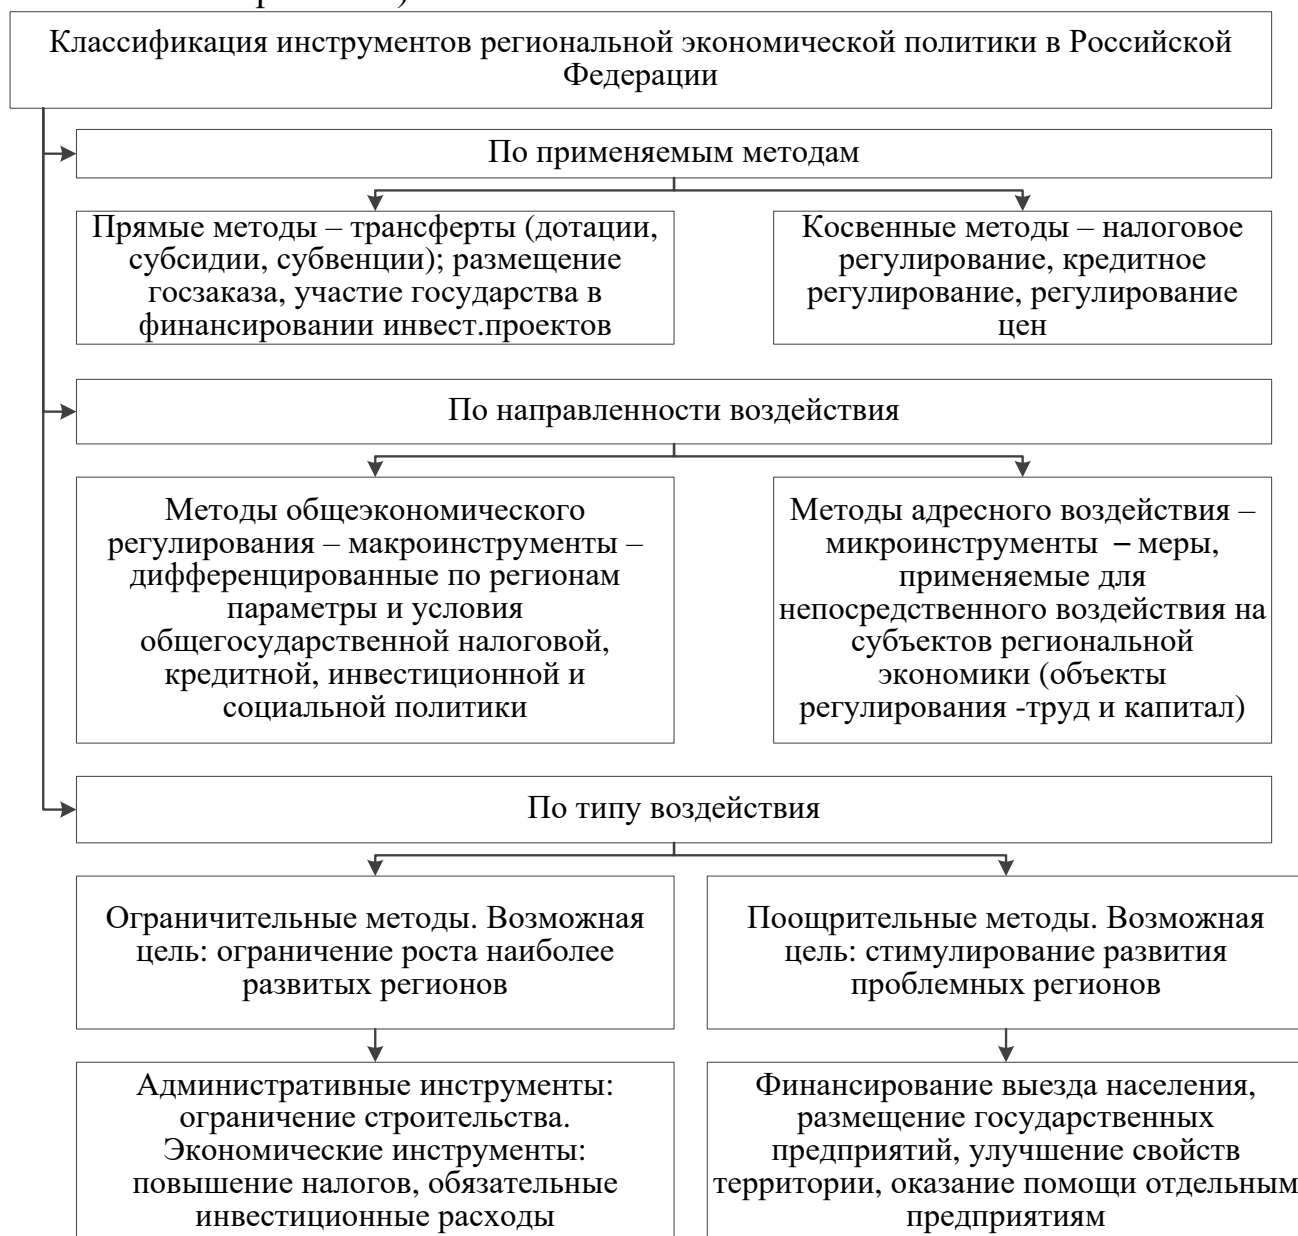 Классификация инструментов региональной экономической политики в Российской
Федерации
По применяемым методам
Прямые методы – трансферты (дотации,
субсидии, субвенции); размещение
госзаказа, участие государства в
финансировании инвест.проектов
Косвенные методы – налоговое
регулирование, кредитное
регулирование, регулирование
цен
По направленности воздействия
Методы общеэкономического
регулирования – макроинструменты –
дифференцированные по регионам
параметры и условия
общегосударственной налоговой,
кредитной, инвестиционной и
социальной политики
Методы адресного воздействия –
микроинструменты – меры,
применяемые для
непосредственного воздействия на
субъектов региональной
экономики (объекты
регулирования -труд и капитал)
По типу воздействия
Ограничительные методы. Возможная
цель: ограничение роста наиболее
развитых регионов
Поощрительные методы. Возможная
цель: стимулирование развития
проблемных регионов
Административные инструменты:
ограничение строительства.
Экономические инструменты:
повышение налогов, обязательные
инвестиционные расходы
Финансирование выезда населения,
размещение государственных
предприятий, улучшение свойств
территории, оказание помощи отдельным
предприятиям